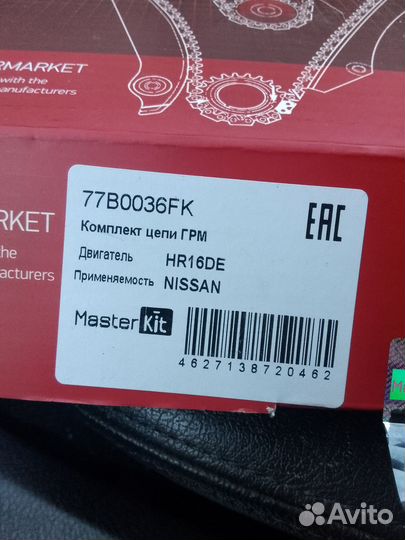 RMARKET
with the
anufacturers
RKET
the
acturers
77B0036FK
Комплект цепи ГРМ
Двигатель HR16DE
Применяемость NISSAN
EAC
Master Kit
4627138720462
Avito